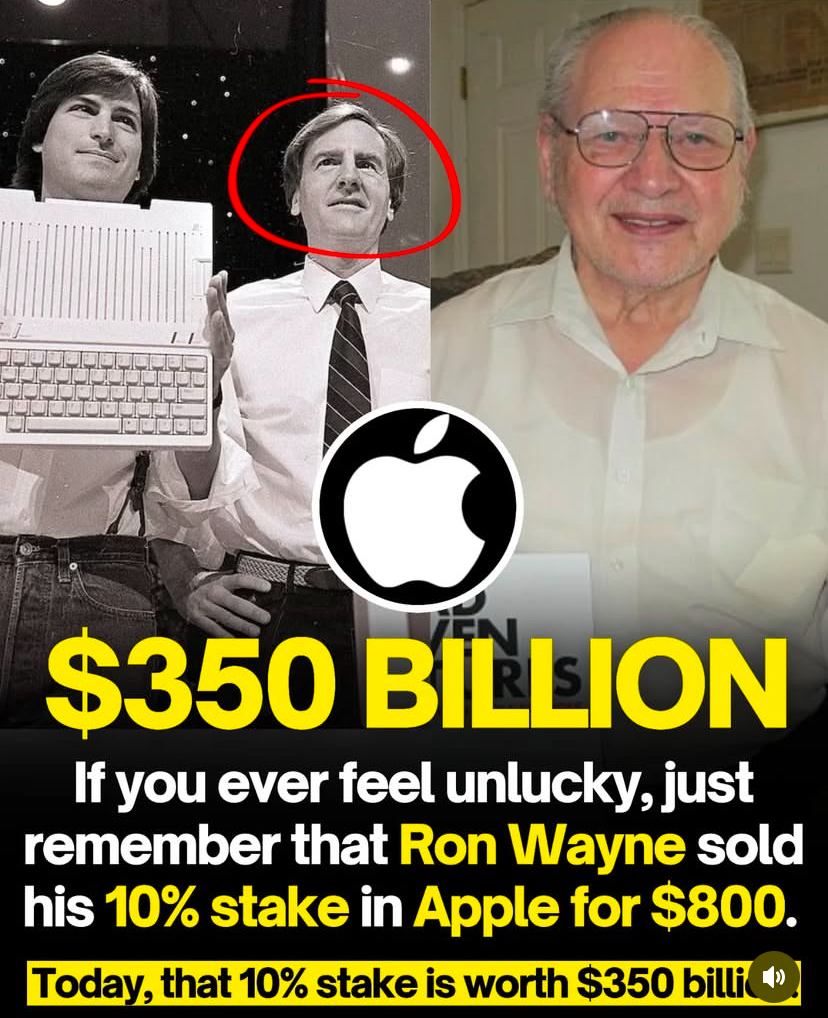 $350 BILLION
If you ever feel unlucky, just
remember that Ron Wayne sold
his 10% stake in Apple for $800.
Today, that 10% stake is worth $350